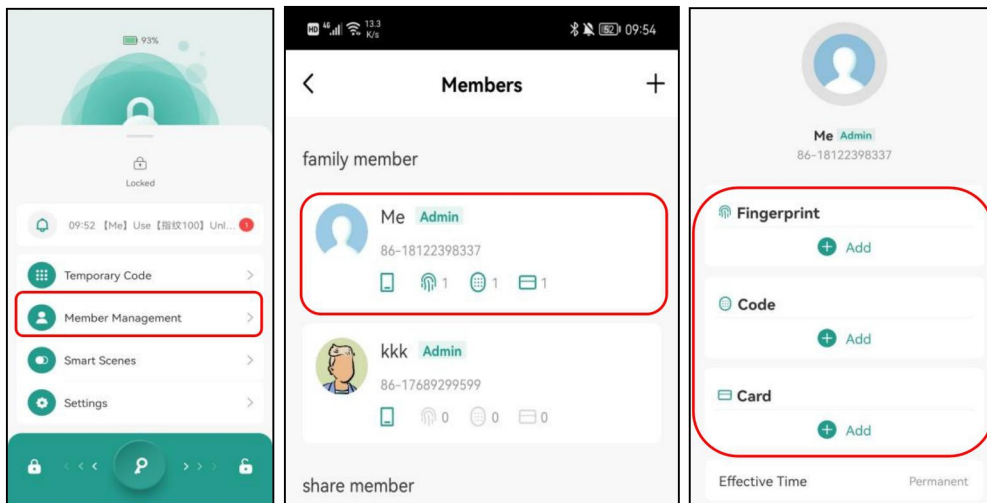 93%
Locked
09:52 【Me】Use【指纹100】Unl... 1
Temporary Code
Member Management
Smart Scenes
Settings
HD 46 13.3 K/s 52 09:54
Members
family member
Me Admin
86-18122398337
1 1 1
kkk Admin
86-17689299599
0 0 0
share member
Me Admin
86-18122398337
Fingerprint
Add
Code
Add
Card
Add
Effective Time Permanent